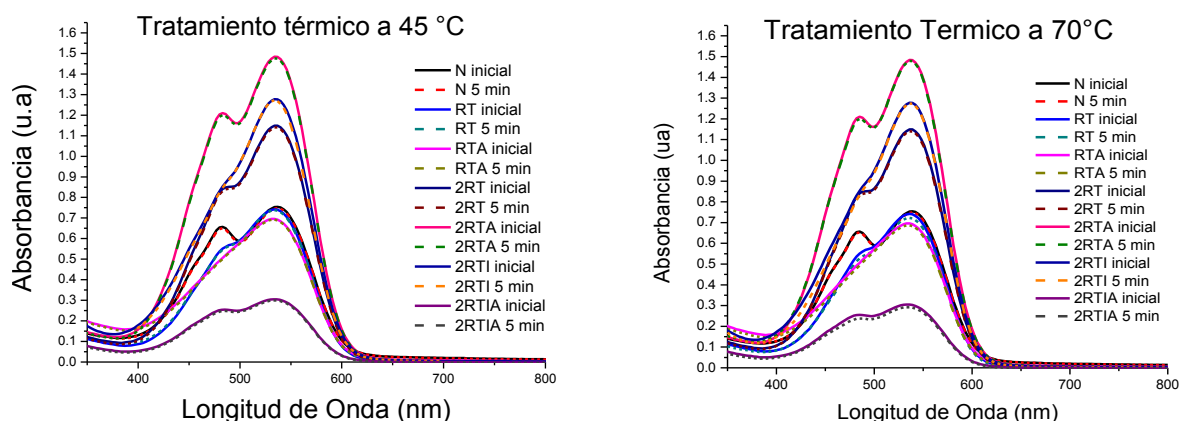 Tratamiento térmico a 45 °C
Absorbancia (u.a)
1.6
1.5
1.4
1.3
1.2
1.1
1.0
0.9
0.8
0.7
0.6
0.5
0.4
0.3
0.2
0.1
0.0
400 500 600 700 800
Longitud de Onda (nm)
N inicial
N 5 min
RT inicial
RT 5 min
RTA inicial
RTA 5 min
2RT inicial
2RT 5 min
2RTA inicial
2RTA 5 min
2RTI inicial
2RTI 5 min
2RTIA inicial
2RTIA 5 min
Tratamiento Termico a 70°C
Absorbancia (ua)
1.6
1.5
1.4
1.3
1.2
1.1
1.0
0.9
0.8
0.7
0.6
0.5
0.4
0.3
0.2
0.1
0.0
400 500 600 700 800
Longitud de Onda (nm)
N inicial
N 5 min
RT inicial
RT 5 min
RTA inicial
RTA 5 min
2RT inicial
2RT 5 min
2RTA inicial
2RTA 5 min
2RTI inicial
2RTI 5 min
2RTIA inicial
2RTIA 5 min